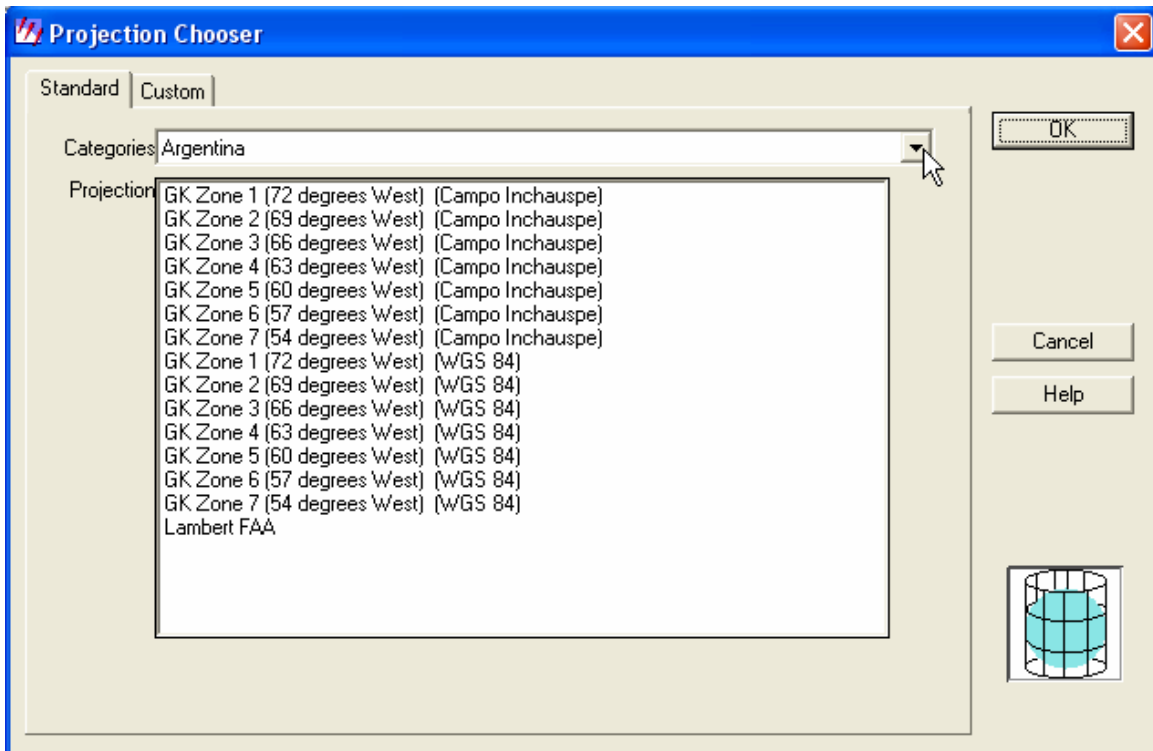 Projection Chooser
Standard
Custom
Categories Argentina
Projection
GK Zone 1 (72 degrees West) (Campo Inchauspe)
GK Zone 2 (69 degrees West) (Campo Inchauspe)
GK Zone 3 (66 degrees West) (Campo Inchauspe)
GK Zone 4 (63 degrees West) (Campo Inchauspe)
GK Zone 5 (60 degrees West) (Campo Inchauspe)
GK Zone 6 (57 degrees West) (Campo Inchauspe)
GK Zone 7 (54 degrees West) (Campo Inchauspe)
GK Zone 1 (72 degrees West) (WGS 84)
GK Zone 2 (69 degrees West) (WGS 84)
GK Zone 3 (66 degrees West) (WGS 84)
GK Zone 4 (63 degrees West) (WGS 84)
GK Zone 5 (60 degrees West) (WGS 84)
GK Zone 6 (57 degrees West) (WGS 84)
GK Zone 7 (54 degrees West) (WGS 84)
Lambert FAA
OK
Cancel
Help